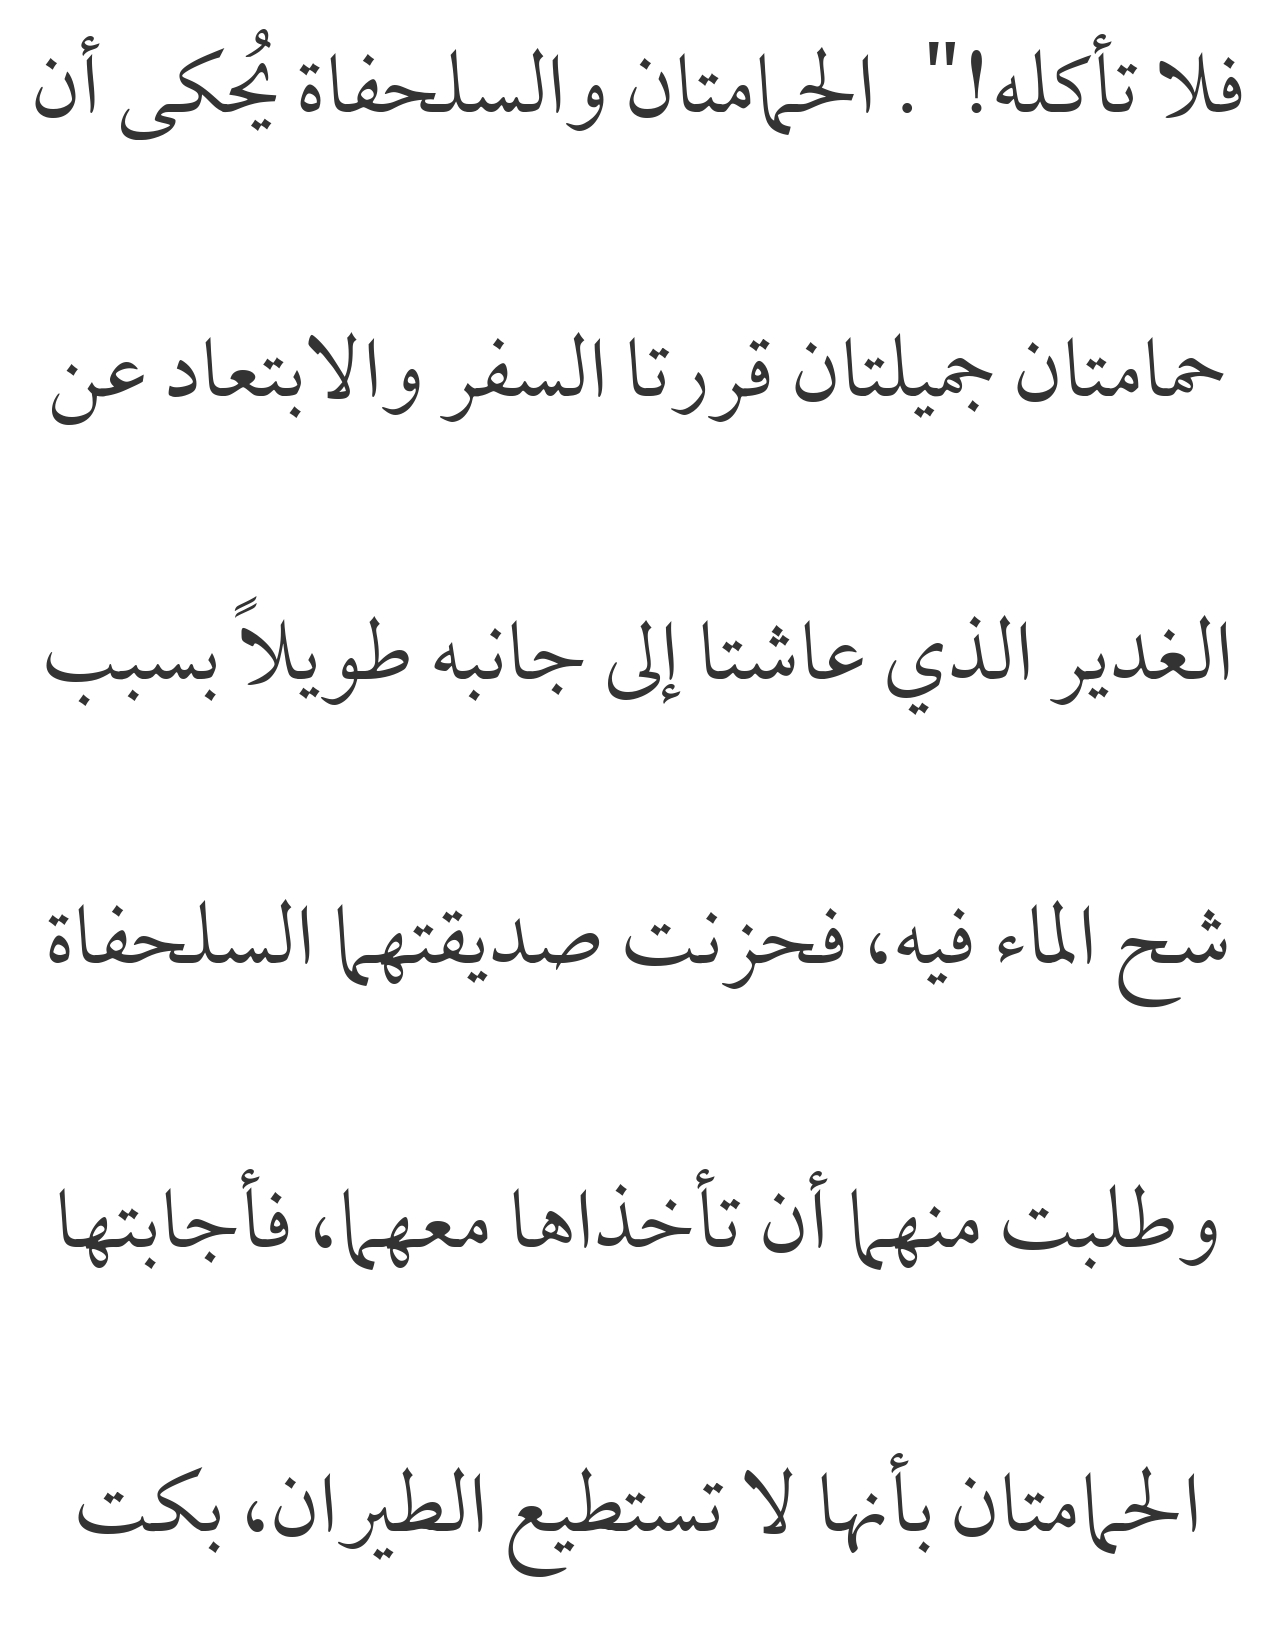 فلا تأكله!". الحمامتان والسلحفاة يُحكى أن
حمامتان جميلتان قررتا السفر والابتعاد عن
الغدير الذي عاشتا إلى جانبه طويلاً بسبب
شح الماء فيه، فحزنت صديقتهما السلحفاة
وطلبت منهما أن تأخذاها معهما، فأجابتها
الحمامتان بأنها لا تستطيع الطيران، بكت